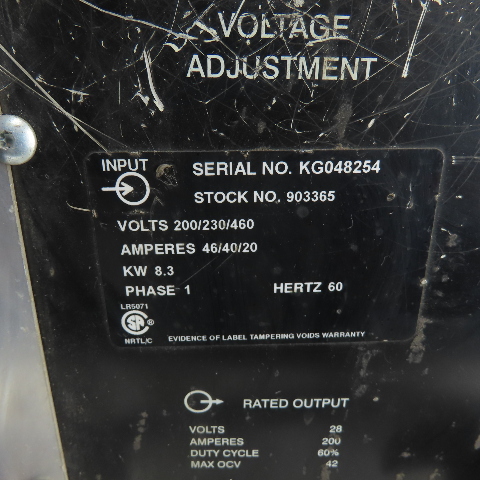 VOLTAGE
ADJUSTMENT
INPUT
SERIAL NO. KG048254
STOCK NO. 903365
VOLTS 200/230/460
AMPERES 46/40/20
KW 8.3
PHASE 1 HERTZ 60
LR5071
NRTL/C
EVIDENCE OF LABEL TAMPERING VOIDS WARRANTY
RATED OUTPUT
VOLTS 28
AMPERES 200
DUTY CYCLE 60%
MAX OCV 42